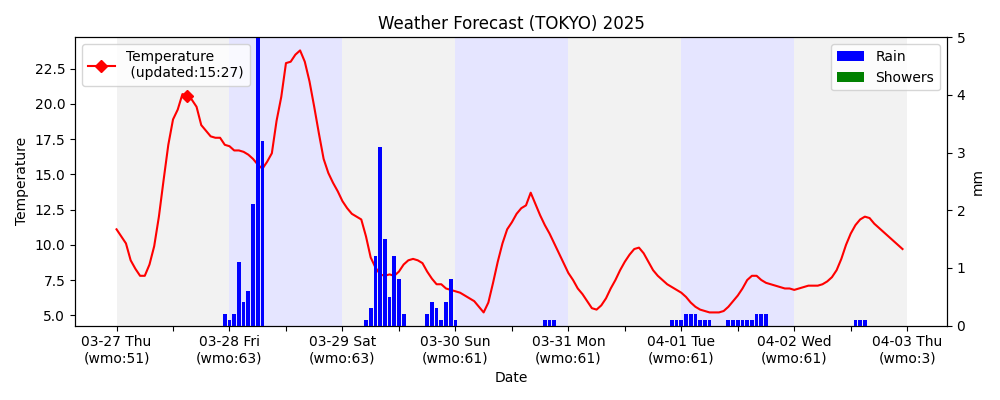 Weather Forecast (TOKYO) 2025
Temperature
(updated:15:27)
Rain
Showers
Temperature
22.5
20.0
17.5
15.0
12.5
10.0
7.5
5.0
5
4
3
2
1
0
mm
03-27 Thu
(wmo:51)
03-28 Fri
(wmo:63)
03-29 Sat
(wmo:63)
03-30 Sun
(wmo:61)
03-31 Mon
(wmo:61)
04-01 Tue
(wmo:61)
04-02 Wed
(wmo:61)
04-03 Thu
(wmo:3)
Date